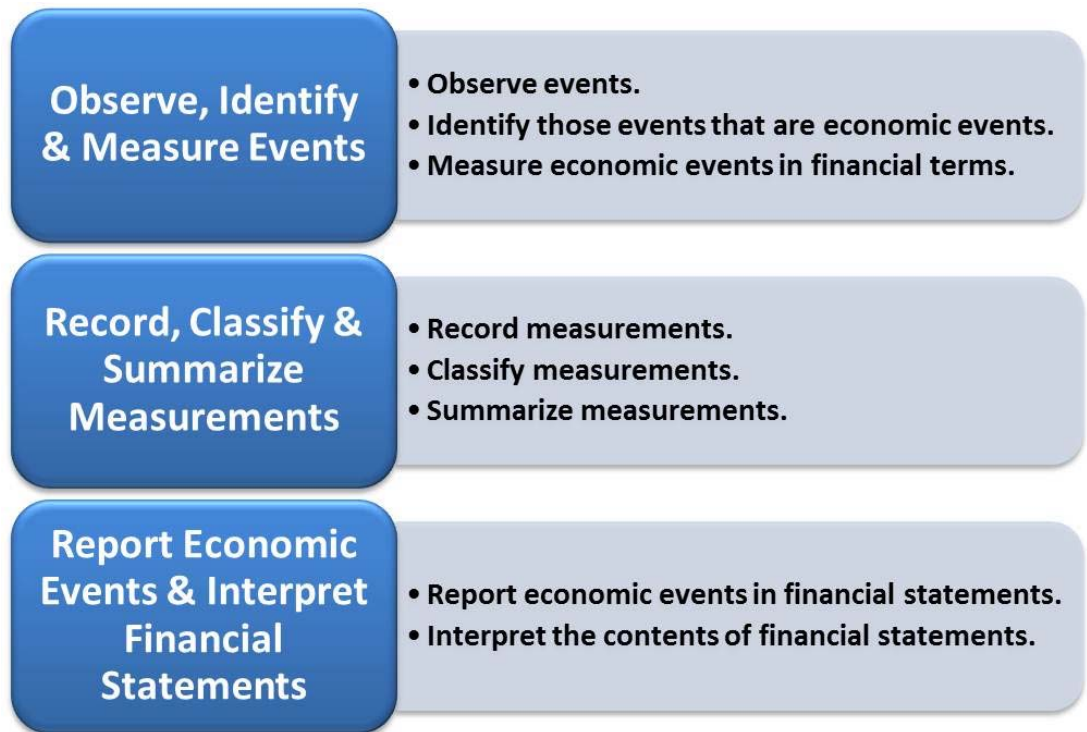 Observe, Identify
& Measure Events
• Observe events.
• Identify those events that are economic events.
• Measure economic events in financial terms.
Record, Classify &
Summarize
Measurements
• Record measurements.
• Classify measurements.
• Summarize measurements.
Report Economic
Events & Interpret
Financial
Statements
• Report economic events in financial statements.
• Interpret the contents of financial statements.